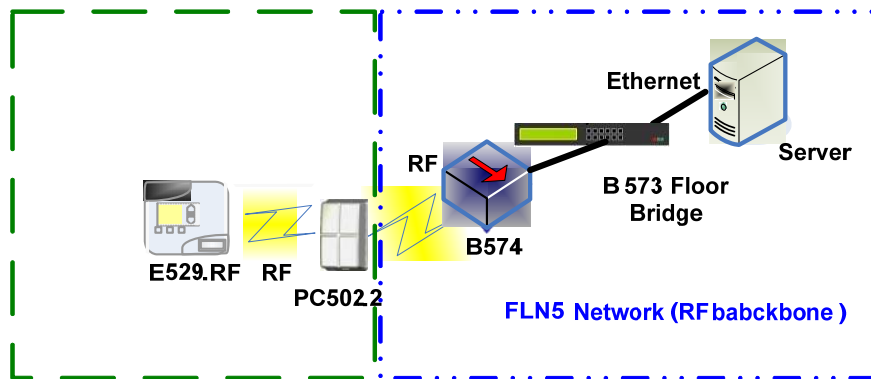 Ethernet
Server
RF
B 573 Floor
Bridge
B574
E529.RF
RF
PC502.2
FLN5 Network (RF babckbone )